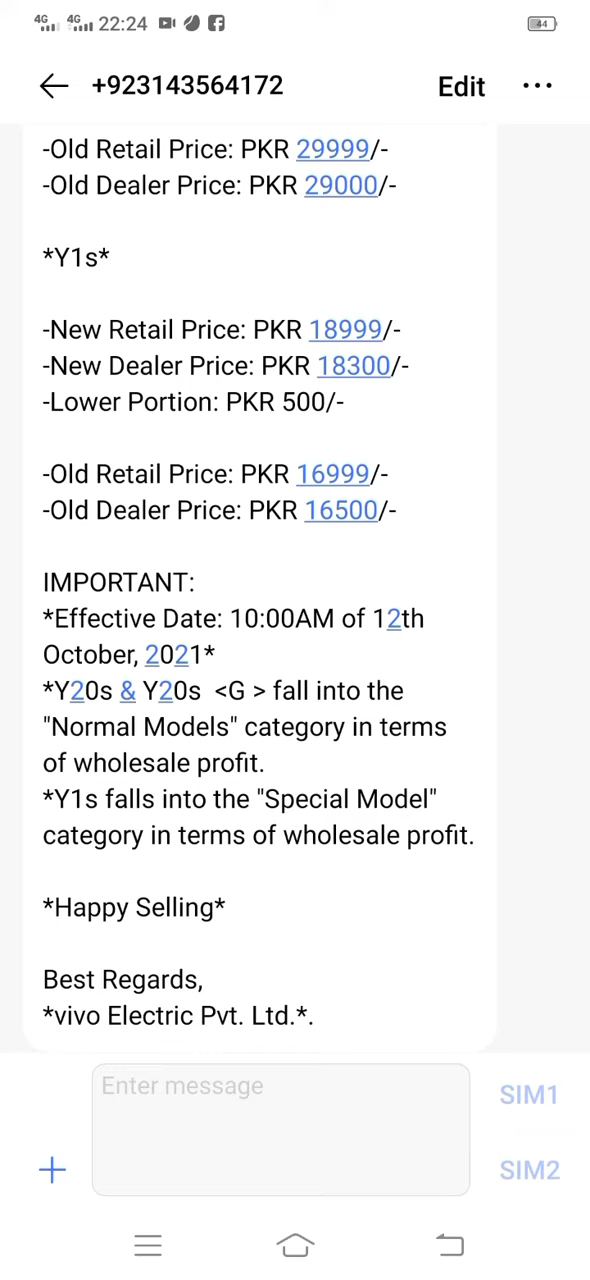 4G 4G 22:24 44
+923143564172 Edit
-Old Retail Price: PKR 29999/-
-Old Dealer Price: PKR 29000/-
*Y1s*
-New Retail Price: PKR 18999/-
-New Dealer Price: PKR 18300/-
-Lower Portion: PKR 500/-
-Old Retail Price: PKR 16999/-
-Old Dealer Price: PKR 16500/-
IMPORTANT:
*Effective Date: 10:00AM of 12th
October, 2021*
*Y20s & Y20s <G > fall into the
"Normal Models" category in terms
of wholesale profit.
*Y1s falls into the "Special Model"
category in terms of wholesale profit.
*Happy Selling*
Best Regards,
*vivo Electric Pvt. Ltd.*.
Enter message
SIM1
SIM2